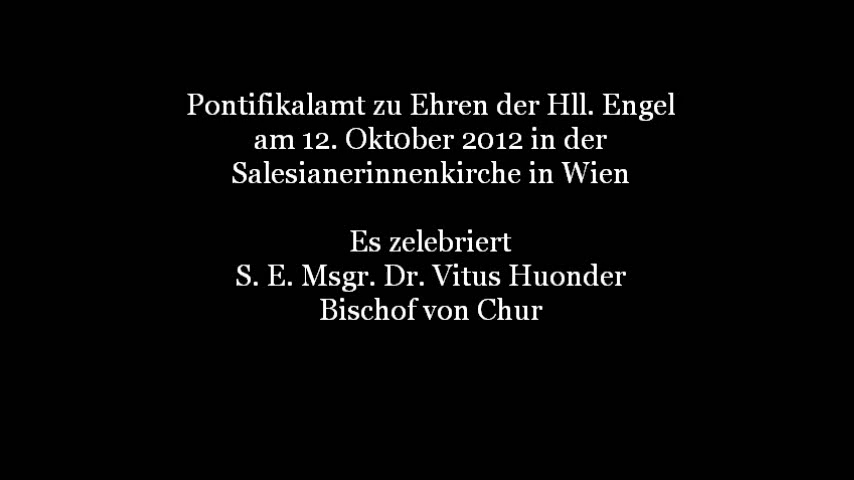 Pontifikalamt zu Ehren der Hll. Engel
am 12. Oktober 2012 in der
Salesianerinnenkirche in Wien
Es zelebriert
S. E. Msgr. Dr. Vitus Huonder
Bischof von Chur